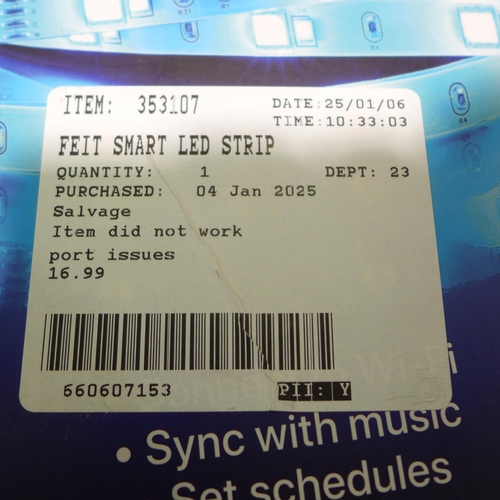 ITEM: 353107 DATE:25/01/06
TIME:10:33:03
FEIT SMART LED STRIP
QUANTITY: 1 DEPT: 23
PURCHASED: 04 Jan 2025
Salvage
Item did not work
port issues
16.99
660607153 PII: Y
Wi-Fi
• Sync with music
Set schedules